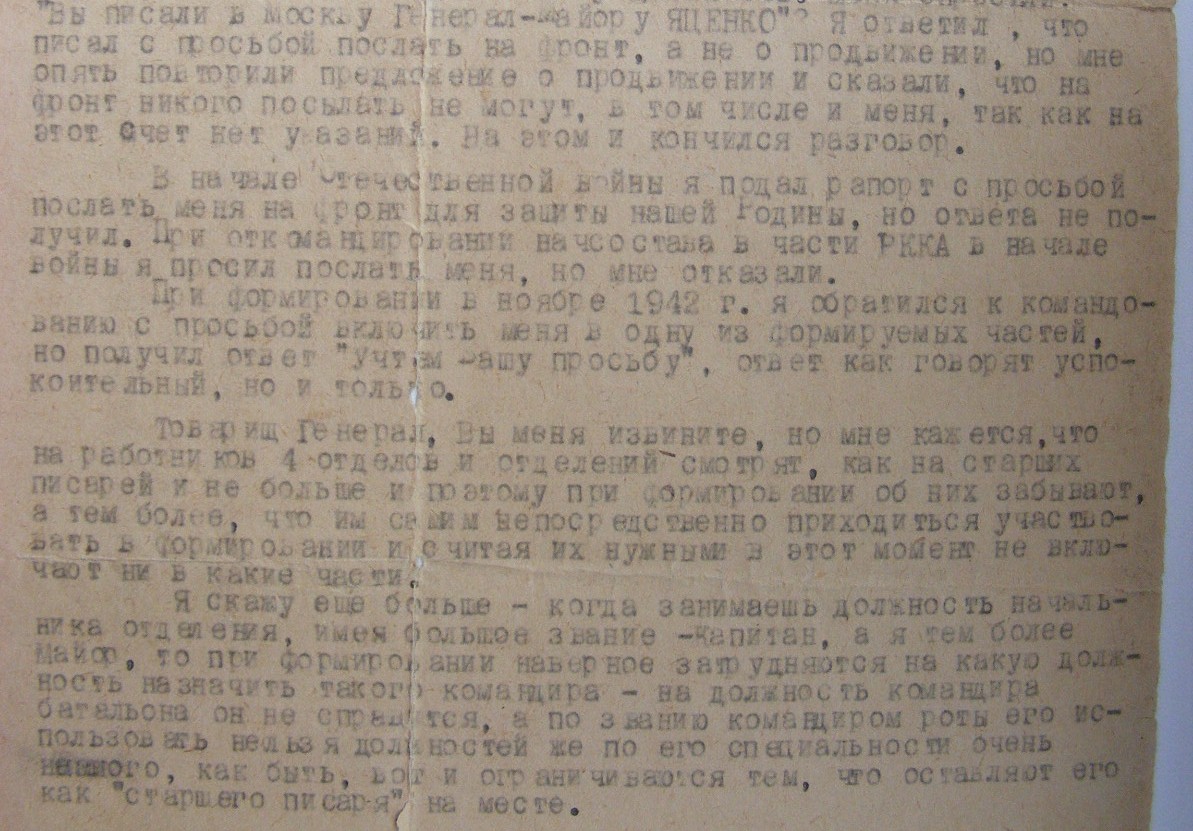 "Вы писали в Москву Генерал-Майору ЯЦЕНКО"? Я ответил, что
писал с просьбой послать на фронт, а не о продвижении, но мне
опять повторили предложение о продвижении и сказали, что на
фронт никого посылать не могут, в том числе и меня, так как на
этот счет нет указаний. На этом и кончился разговор.
В начале Отечественной войны я подал рапорт с просьбой
послать меня на фронт для защиты нашей Родины, но ответа не по-
лучил. При откомандировании начсостава в части РККА в начале
войны я просил послать меня, но мне отказали.
При формировании в ноябре 1942 г. я обратился к командо-
ванию с просьбой включить меня в одну из формируемых частей,
но получил ответ "Учтем Вашу просьбу", ответ как говорят успо-
коительный, но и только.
Товарищ Генерал, Вы меня извините, но мне кажется,что
на работников 4 отделов и отделений смотрят, как на старших
писарей и не больше и поэтому при формировании об них забывают,
а тем более, что им самим непосредственно приходиться участво-
вать в формировании и считая их нужными в этот момент не вклю-
чают ни в какие части.
Я скажу еще больше - когда занимаешь должность началь-
ника отделения, имея большое звание -Капитан, а я тем более
Майор, то при формировании наверное затрудняются на какую долж-
ность назначить такого командира - на должность командира
батальона он не справится, а по званию командиром роты его ис-
пользовать нельзя должностей же по его специальности очень
немного, как быть, вот и ограничиваются тем, что оставляют его
как "старшего писаря" на месте.